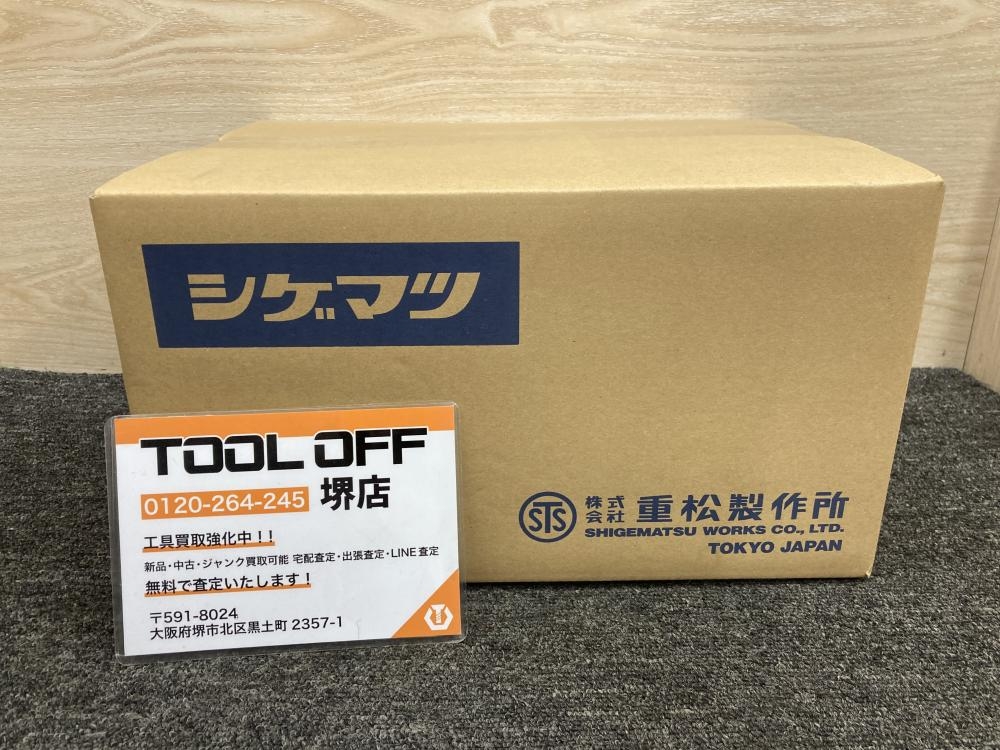 シゲマツ
STS 株式会社 重松製作所
SHIGEMATSU WORKS CO., LTD.
TOKYO JAPAN
TOOL OFF
0120-264-245 堺店
工具買取強化中！！
新品・中古・ジャンク買取可能 宅配査定・出張査定・LINE査定
無料で査定いたします！
〒591-8024
大阪府堺市北区黒土町 2357-1